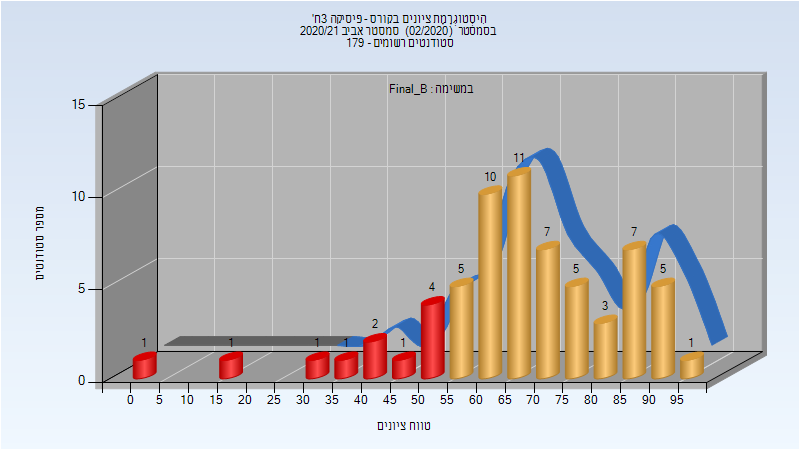 היסטוגרמת ציונים בקורס - פיסיקה 3ח'
בסמסטר (02/2020) סמסטר אביב 2020/21
סטודנטים רשומים - 179
במשימה : Final_B
מספר סטודנטים
15
10
5
0
1
1
1
1
2
1
4
5
10
11
7
5
3
7
5
1
0 5 10 15 20 25 30 35 40 45 50 55 60 65 70 75 80 85 90 95
טווח ציונים